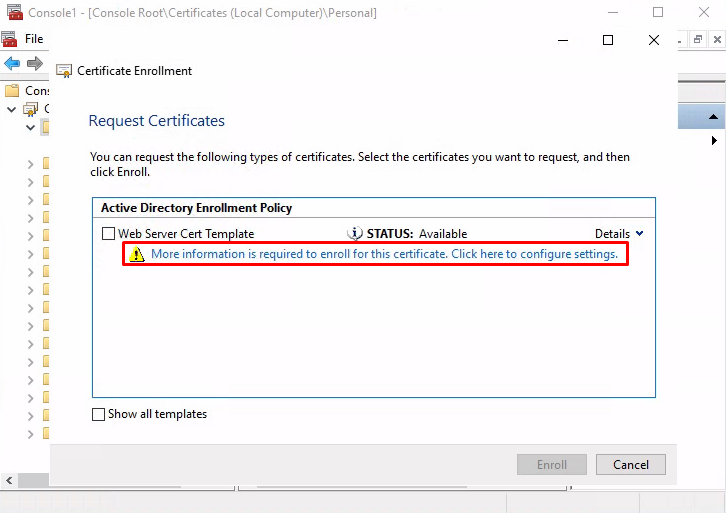 Console1 - [Console Root\Certificates (Local Computer)\Personal]
File
Certificate Enrollment
Cons
C
Request Certificates
You can request the following types of certificates. Select the certificates you want to request, and then
click Enroll.
Active Directory Enrollment Policy
Web Server Cert Template STATUS: Available Details
More information is required to enroll for this certificate. Click here to configure settings.
Show all templates
Enroll Cancel